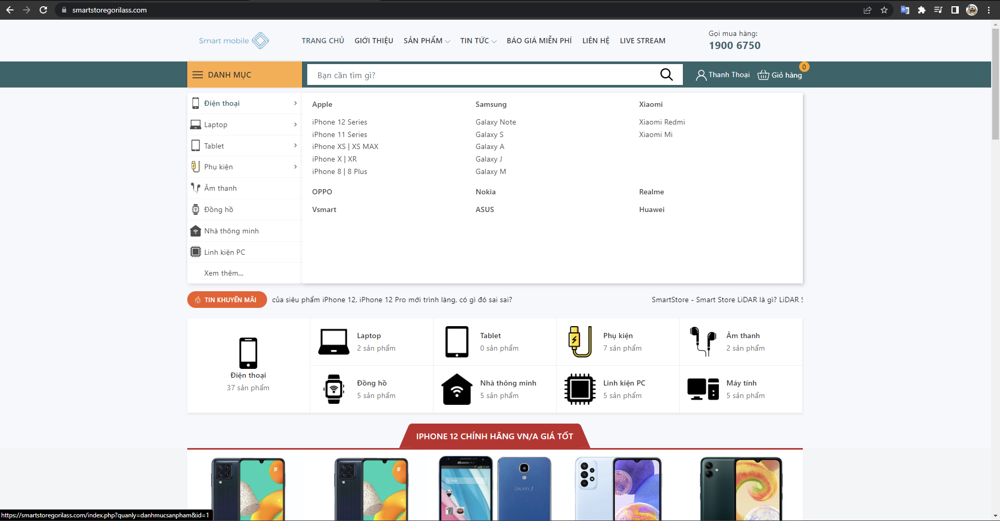 smartstoregorilass.com
Smart mobile
TRANG CHỦ
GIỚI THIỆU
SẢN PHẨM
TIN TỨC
BÁO GIÁ MIỄN PHÍ
LIÊN HỆ
LIVE STREAM
Gọi mua hàng:
1900 6750
DANH MỤC
Bạn cần tìm gì?
Thanh Thoại
Giỏ hàng
0
Điện thoại
Laptop
Tablet
Phụ kiện
Âm thanh
Đồng hồ
Nhà thông minh
Linh kiện PC
Xem thêm...
Apple
iPhone 12 Series
iPhone 11 Series
iPhone XS | XS MAX
iPhone X | XR
iPhone 8 | 8 Plus
Samsung
Galaxy Note
Galaxy S
Galaxy A
Galaxy J
Galaxy M
Xiaomi
Xiaomi Redmi
Xiaomi Mi
OPPO
Nokia
Realme
Vsmart
ASUS
Huawei
TIN KHUYẾN MÃI
của siêu phẩm iPhone 12, iPhone 12 Pro mới trình làng, có gì đó sai sai?
SmartStore - Smart Store LiDAR là gì? LiDAR S
Điện thoại
37 sản phẩm
Laptop
2 sản phẩm
Tablet
0 sản phẩm
Phụ kiện
7 sản phẩm
Âm thanh
2 sản phẩm
Đồng hồ
5 sản phẩm
Nhà thông minh
5 sản phẩm
Linh kiện PC
5 sản phẩm
Máy tính
5 sản phẩm
IPHONE 12 CHÍNH HÃNG VN/A GIÁ TỐT
GALAXY J
https://smartstoregorilass.com/index.php?quanly=danhmucsanpham&id=1